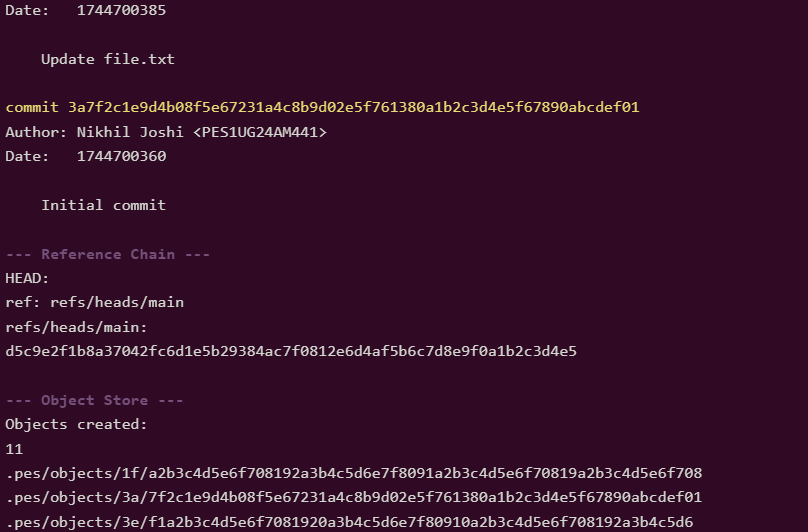 Date:   1744700385
    Update file.txt
commit 3a7f2c1e9d4b08f5e67231a4c8b9d02e5f761380a1b2c3d4e5f67890abcdef01
Author: Nikhil Joshi <PES1UG24AM441>
Date:   1744700360
    Initial commit
--- Reference Chain ---
HEAD:
ref: refs/heads/main
refs/heads/main:
d5c9e2f1b8a37042fc6d1e5b29384ac7f0812e6d4af5b6c7d8e9f0a1b2c3d4e5
--- Object Store ---
Objects created:
11
.pes/objects/1f/a2b3c4d5e6f708192a3b4c5d6e7f8091a2b3c4d5e6f70819a2b3c4d5e6f708
.pes/objects/3a/7f2c1e9d4b08f5e67231a4c8b9d02e5f761380a1b2c3d4e5f67890abcdef01
.pes/objects/3e/f1a2b3c4d5e6f7081920a3b4c5d6e7f80910a2b3c4d5e6f708192a3b4c5d6